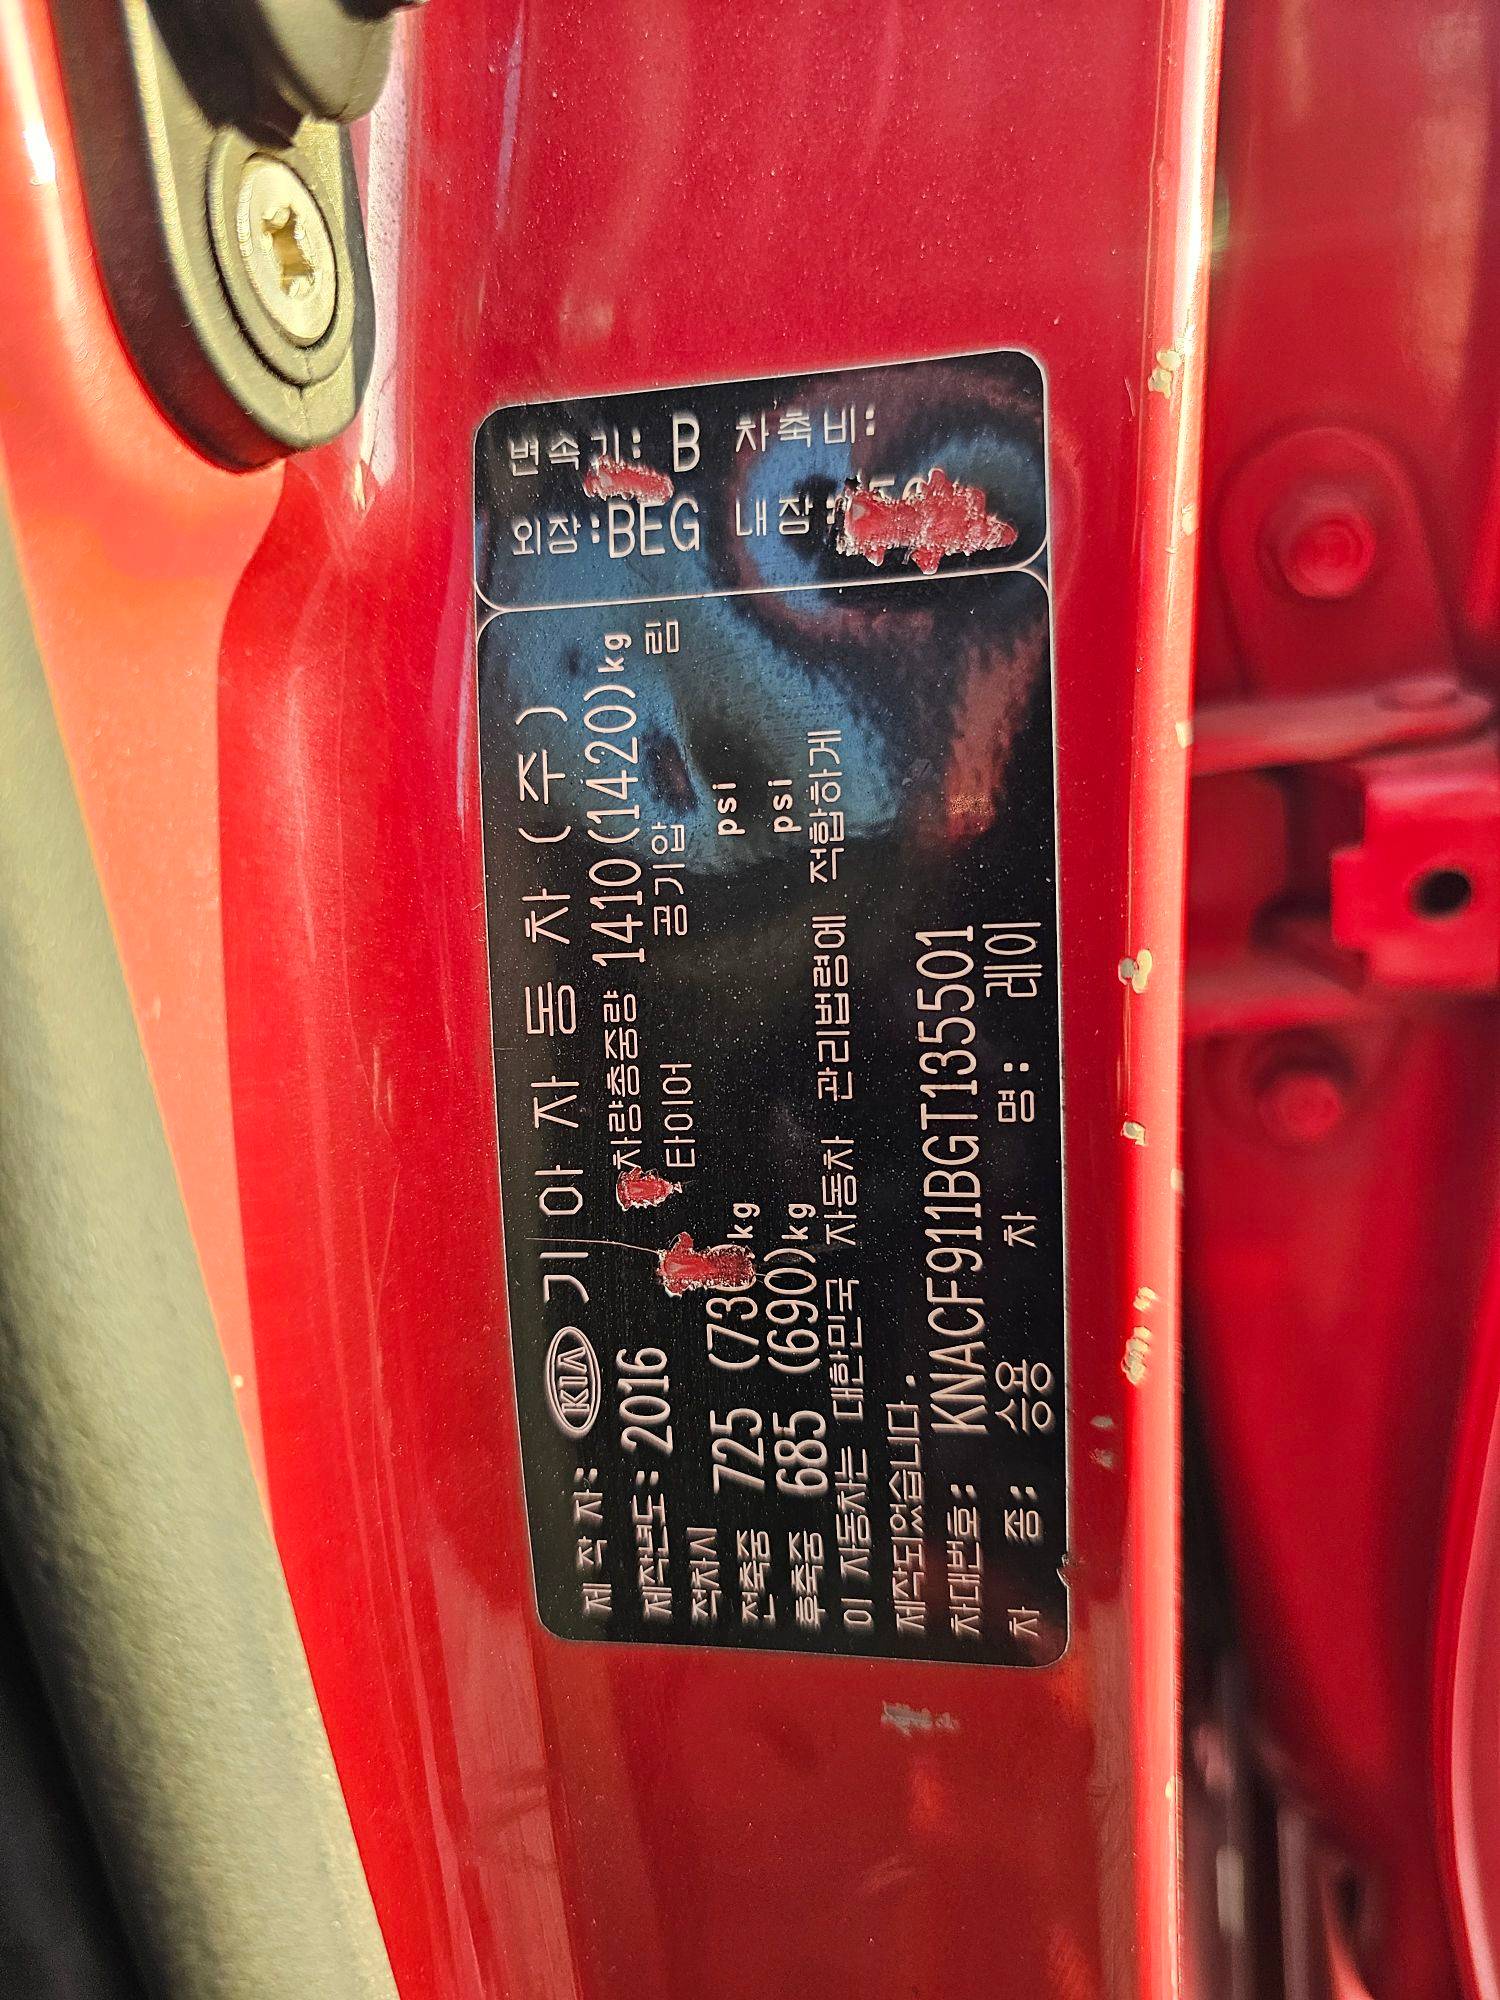 제 작 자: KIA 기아자동차(주)
제작년도: 2016 차량총중량 1410(1420)kg
적차시 타이어 공기압 림
전축중 725 kg psi
후축중 685 (690)kg psi
이 자동차는 대한민국 자동차 관리법령에 적합하게
제작되었습니다.
차대번호: KNACF911BGT135501
차 종: 승용 차 명: 레이
변속기: B 차축비:
외장:BEG 내장: